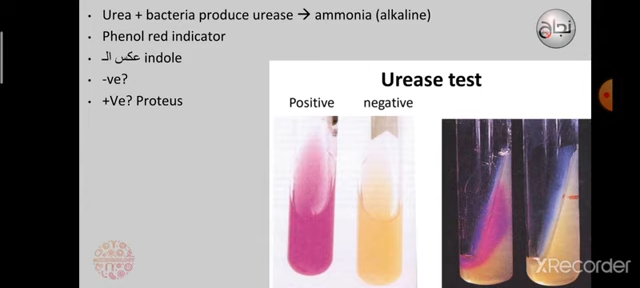 Urea + bacteria produce urease → ammonia (alkaline)
Phenol red indicator
عكس الـ indole
-ve?
+Ve? Proteus
نجاح
Urease test
Positive negative
XRecorder